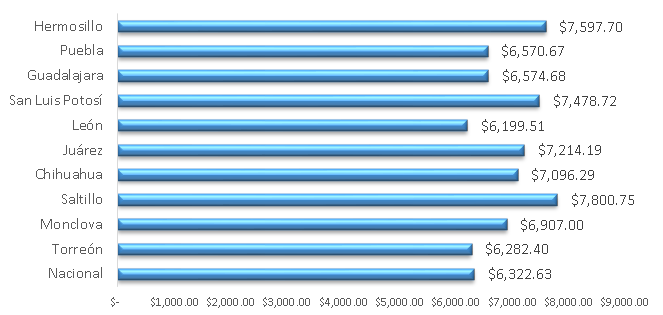 Hermosillo $7,597.70
Puebla $6,570.67
Guadalajara $6,574.68
San Luis Potosí $7,478.72
León $6,199.51
Juárez $7,214.19
Chihuahua $7,096.29
Saltillo $7,800.75
Monclova $6,907.00
Torreón $6,282.40
Nacional $6,322.63
$- $1,000.00 $2,000.00 $3,000.00 $4,000.00 $5,000.00 $6,000.00 $7,000.00 $8,000.00 $9,000.00